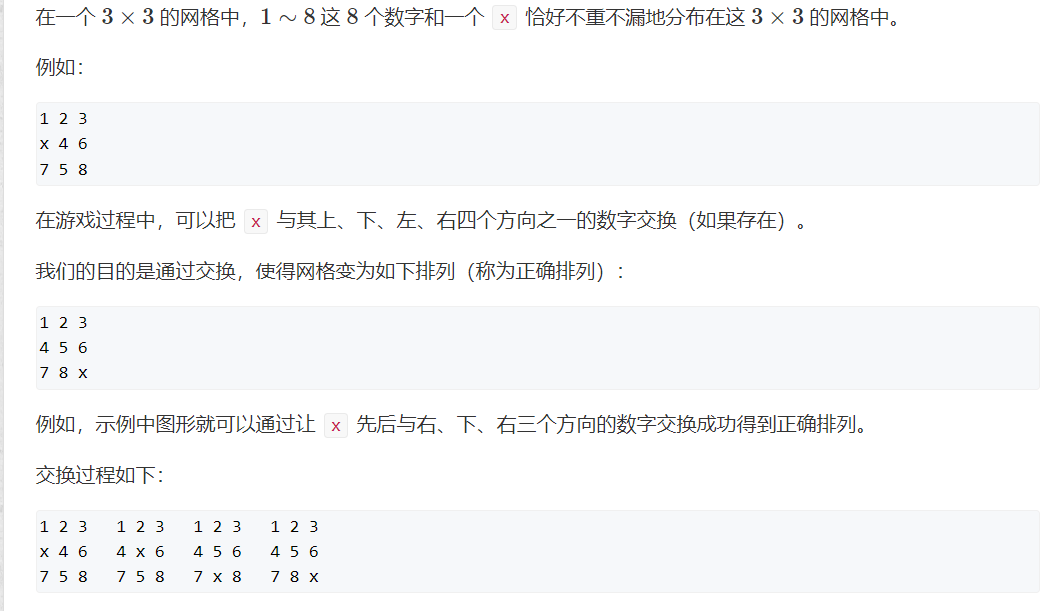 在一个 3 × 3 的网格中，1 ∼ 8 这 8 个数字和一个 x 恰好不重不漏地分布在这 3 × 3 的网格中。
例如：
1 2 3
x 4 6
7 5 8
在游戏过程中，可以把 x 与其上、下、左、右四个方向之一的数字交换（如果存在）。
我们的目的是通过交换，使得网格变为如下排列（称为正确排列）：
1 2 3
4 5 6
7 8 x
例如，示例中图形就可以通过让 x 先后与右、下、右三个方向的数字交换成功得到正确排列。
交换过程如下：
1 2 3   1 2 3   1 2 3   1 2 3
x 4 6   4 x 6   4 5 6   4 5 6
7 5 8   7 5 8   7 x 8   7 8 x